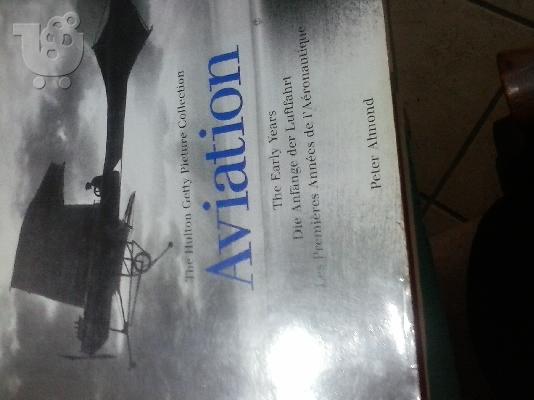 The Hulton Getty Picture Collection
Aviation
The Early Years
Die Anfänge der Luftfahrt
Les Premières Années de l'Aéronautique
Peter Almond